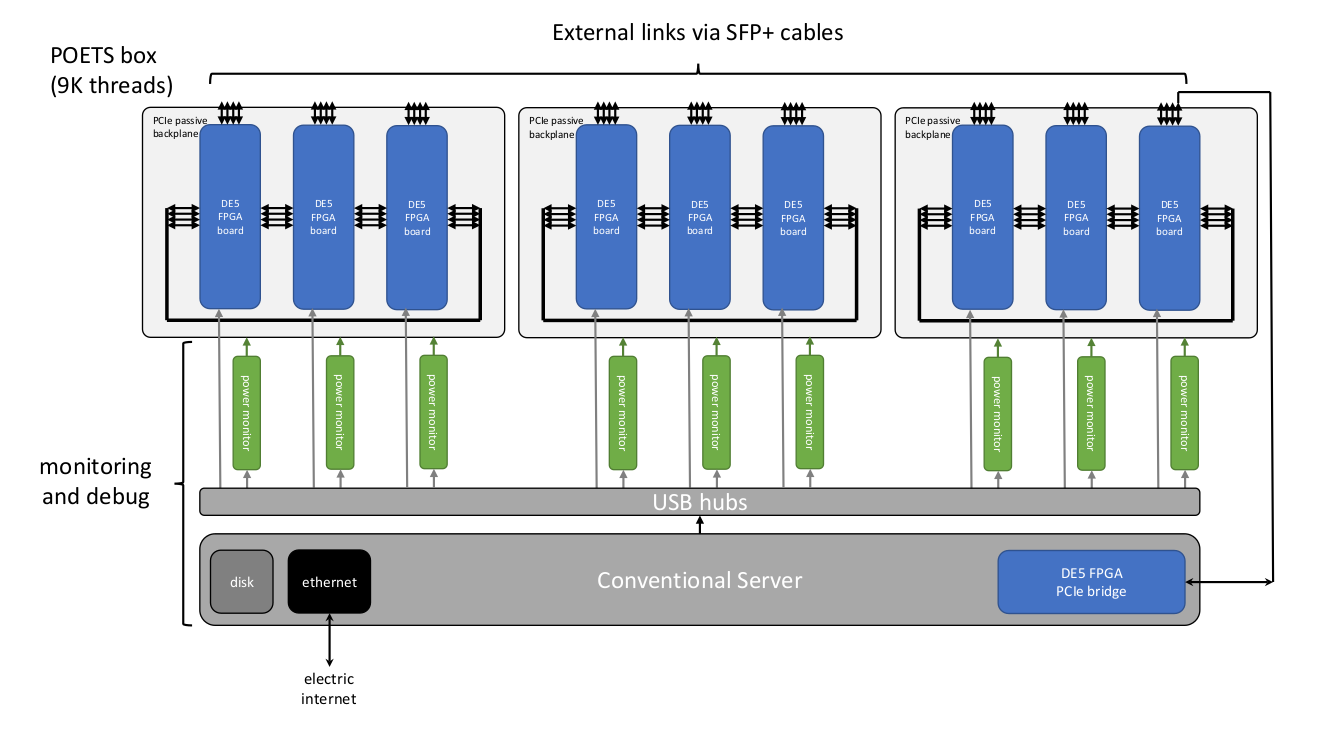 External links via SFP+ cables
POETS box
(9K threads)
PCIe passive
backplane
DE5
FPGA
board
DE5
FPGA
board
DE5
FPGA
board
PCIe passive
backplane
DE5
FPGA
board
DE5
FPGA
board
DE5
FPGA
board
PCIe passive
backplane
DE5
FPGA
board
DE5
FPGA
board
DE5
FPGA
board
power monitor
power monitor
power monitor
power monitor
power monitor
power monitor
power monitor
power monitor
power monitor
monitoring
and debug
USB hubs
disk
ethernet
Conventional Server
DE5 FPGA
PCIe bridge
electric
internet